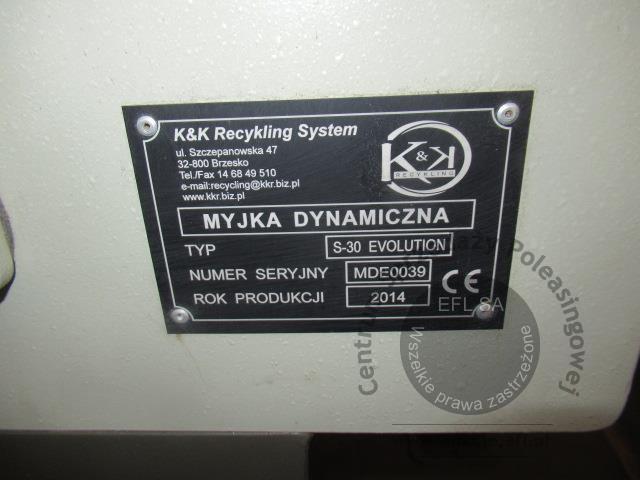 K&K Recykling System
ul. Szczepanowska 47
32-800 Brzesko
Tel./Fax 14 68 49 510
e-mail:recycling@kkr.biz.pl
www.kkr.biz.pl
K&K
RECYKLING
MYJKA DYNAMICZNA
TYP S-30 EVOLUTION
NUMER SERYJNY MDE0039
ROK PRODUKCJI 2014
CE
Centrum Poleasingowej
EFL SA
Wszelkie prawa zastrzeżone